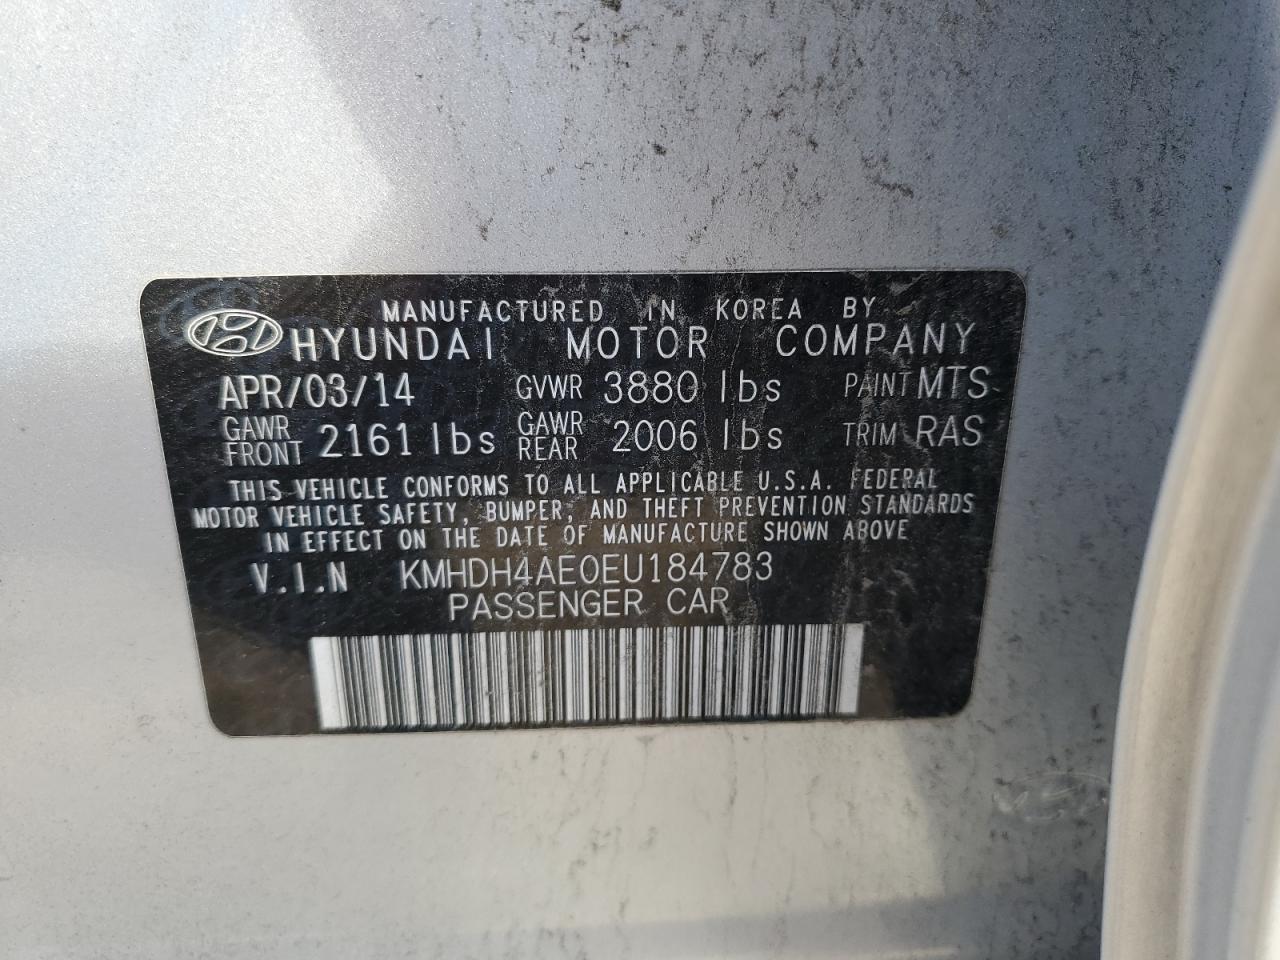 MANUFACTURED IN KOREA BY
HYUNDAI MOTOR COMPANY
APR/03/14 GVWR 3880 lbs PAINT MTS
GAWR FRONT 2161 lbs GAWR REAR 2006 lbs TRIM RAS
THIS VEHICLE CONFORMS TO ALL APPLICABLE U.S.A. FEDERAL
MOTOR VEHICLE SAFETY, BUMPER, AND THEFT PREVENTION STANDARDS
IN EFFECT ON THE DATE OF MANUFACTURE SHOWN ABOVE
V.I.N KMHDH4AE0EU184783
PASSENGER CAR